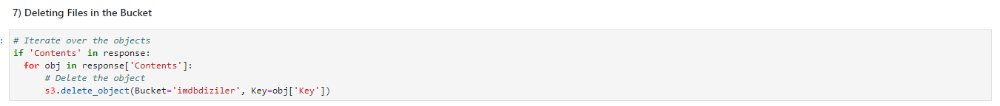 7) Deleting Files in the Bucket
: # Iterate over the objects
if 'Contents' in response:
  for obj in response['Contents']:
      # Delete the object
      s3.delete_object(Bucket='imdbdiziler', Key=obj['Key'])